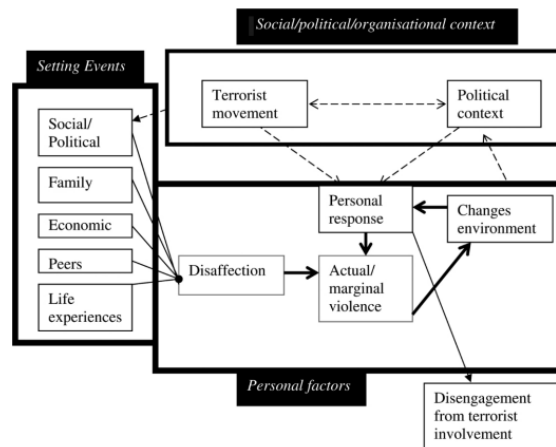 Social/political/organisational context
Setting Events
Terrorist
movement
Political
context
Social/
Political
Family
Economic
Peers
Life
experiences
Disaffection
Personal
response
Actual/
marginal
violence
Changes
environment
Personal factors
Disengagement
from terrorist
involvement